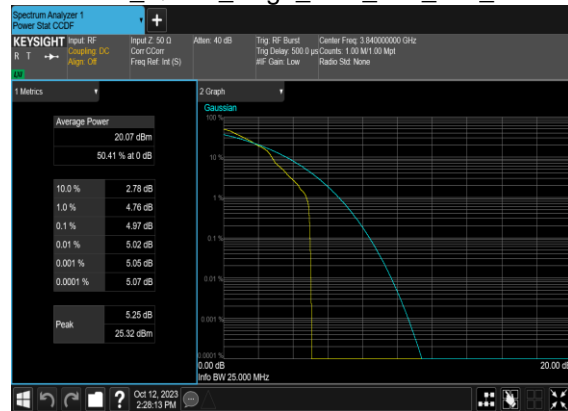 Spectrum Analyzer 1
Power Stat CCDF
+
KEYSIGHT
R T
LXI
Input: RF
Coupling: DC
Align: Off
Input Z: 50 Ω
Corr CCorr
Freq Ref: Int (S)
Atten: 40 dB
Trig: RF Burst
Trig Delay: 500.0 µs
#IF Gain: Low
Center Freq: 3.840000000 GHz
Counts: 1.00 M/1.00 Mpt
Radio Std: None
1 Metrics
Average Power
20.07 dBm
50.41 % at 0 dB
10.0 % 2.78 dB
1.0 % 4.76 dB
0.1 % 4.97 dB
0.01 % 5.02 dB
0.001 % 5.05 dB
0.0001 % 5.07 dB
Peak
5.25 dB
25.32 dBm
2 Graph
Gaussian
100 %
10 %
1 %
0.1 %
0.01 %
0.001 %
0.0001 %
0.00 dB
20.00 dB
Info BW 25.000 MHz
?
Oct 12, 2023
2:28:13 PM